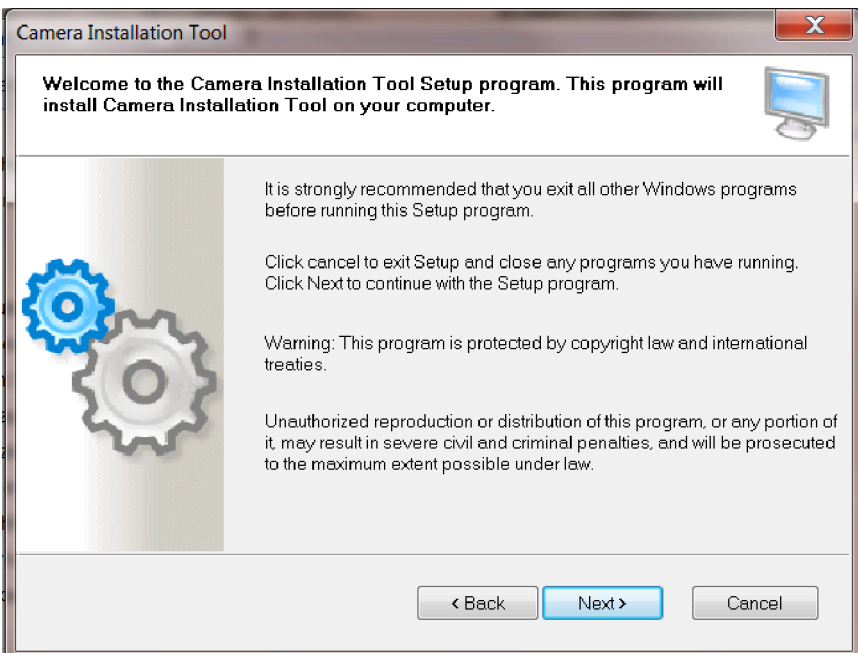 Camera Installation Tool
X
Welcome to the Camera Installation Tool Setup program. This program will
install Camera Installation Tool on your computer.
It is strongly recommended that you exit all other Windows programs
before running this Setup program.
Click cancel to exit Setup and close any programs you have running.
Click Next to continue with the Setup program.
Warning: This program is protected by copyright law and international
treaties.
Unauthorized reproduction or distribution of this program, or any portion of
it, may result in severe civil and criminal penalties, and will be prosecuted
to the maximum extent possible under law.
< Back
Next >
Cancel